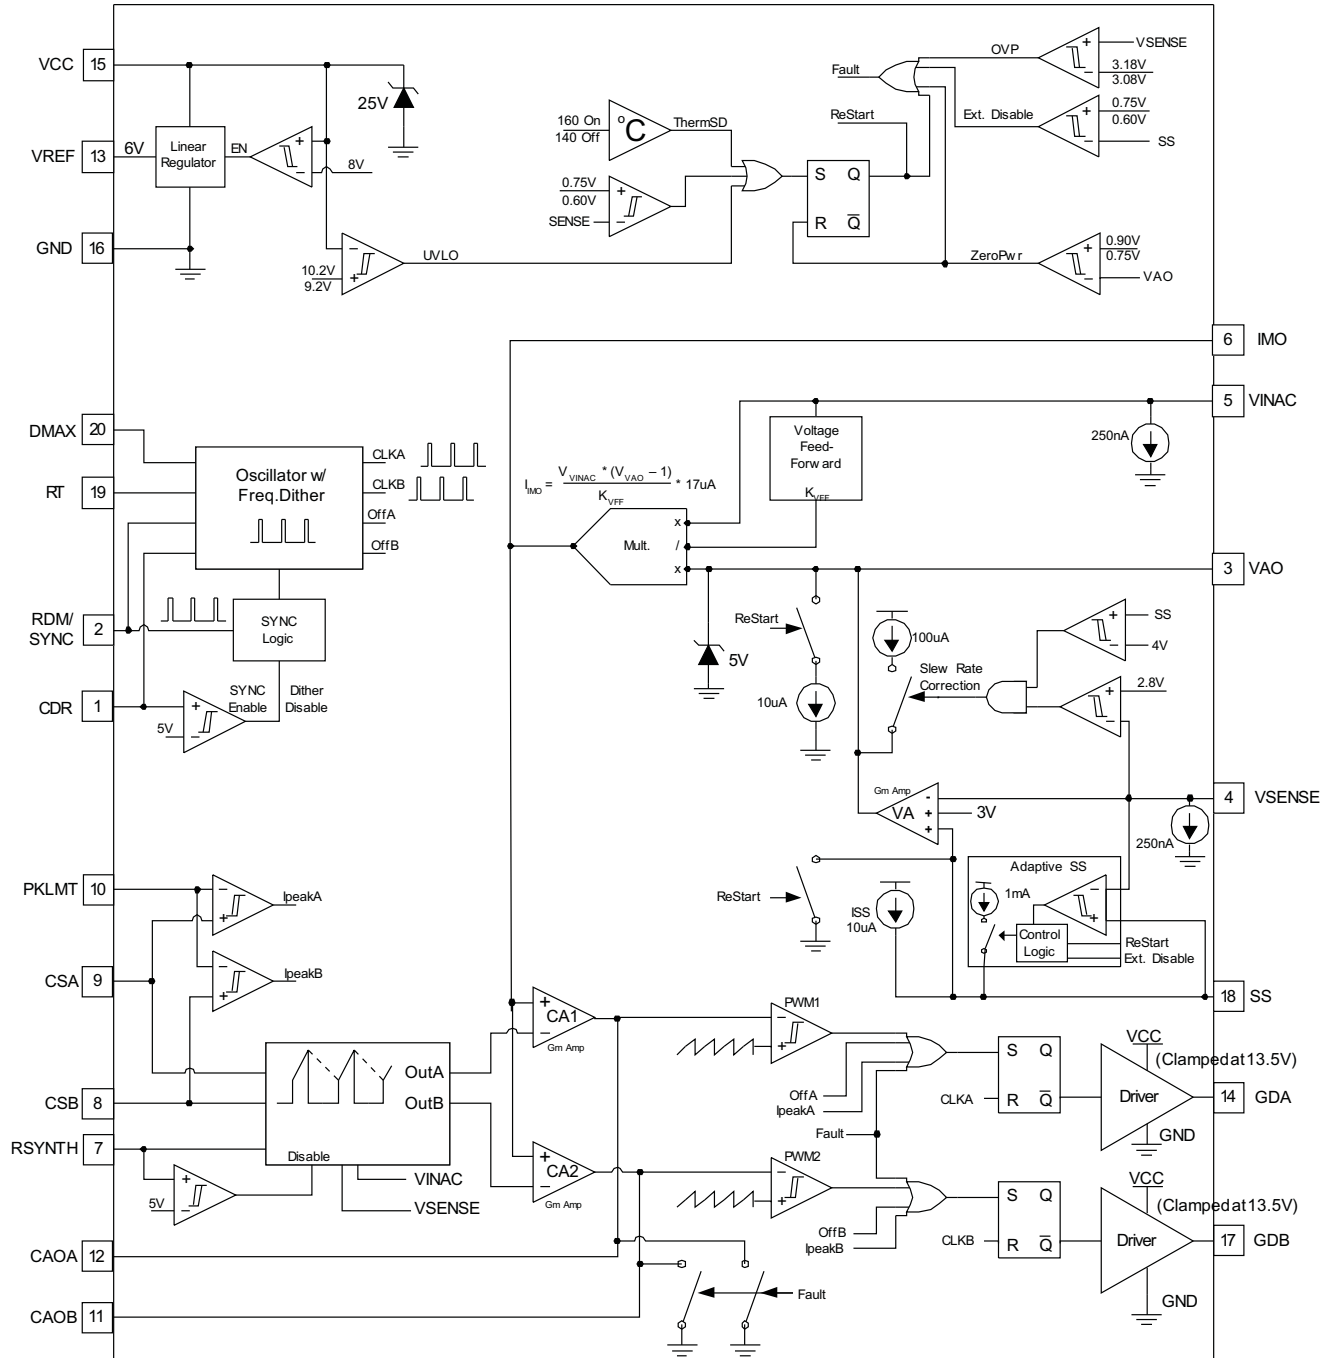 VCC 15
25V
VREF 13
6V
Linear
Regulator
EN
8V
GND 16
10.2V
9.2V
UVLO
160 On
140 Off
°C
ThermSD
0.75V
0.60V
SENSE
S Q
R Q
ReStart
Fault
OVP
VSENSE
3.18V
3.08V
Ext. Disable
0.75V
0.60V
SS
ZeroPwr
0.90V
0.75V
VAO
6 IMO
5 VINAC
250nA
Voltage
Feed-
Forward
KVFF
IIMO = VVINAC * (VVAO – 1) / KVFF * 17uA
Mult.
x
/
x
3 VAO
DMAX 20
RT 19
Oscillator w/
Freq.Dither
CLKA
CLKB
OffA
OffB
RDM/
SYNC 2
SYNC
Logic
CDR 1
5V
SYNC
Enable
Dither
Disable
5V
ReStart
10uA
100uA
Slew Rate
Correction
SS
4V
2.8V
Gm Amp
VA
-
+
+
3V
4 VSENSE
250nA
Adaptive SS
1mA
Control
Logic
ReStart
Ext. Disable
ReStart
ISS
10uA
18 SS
PKLMT 10
IpeakA
IpeakB
CSA 9
CSB 8
RSYNTH 7
OutA
OutB
Disable
VINAC
VSENSE
5V
CAOA 12
CAOB 11
CA1
Gm Amp
CA2
Gm Amp
PWM1
OffA
IpeakA
Fault
CLKA
S Q
R Q
VCC
(Clampedat13.5V)
Driver
GND
14 GDA
PWM2
OffB
IpeakB
CLKB
S Q
R Q
VCC
(Clampedat13.5V)
Driver
GND
17 GDB
Fault